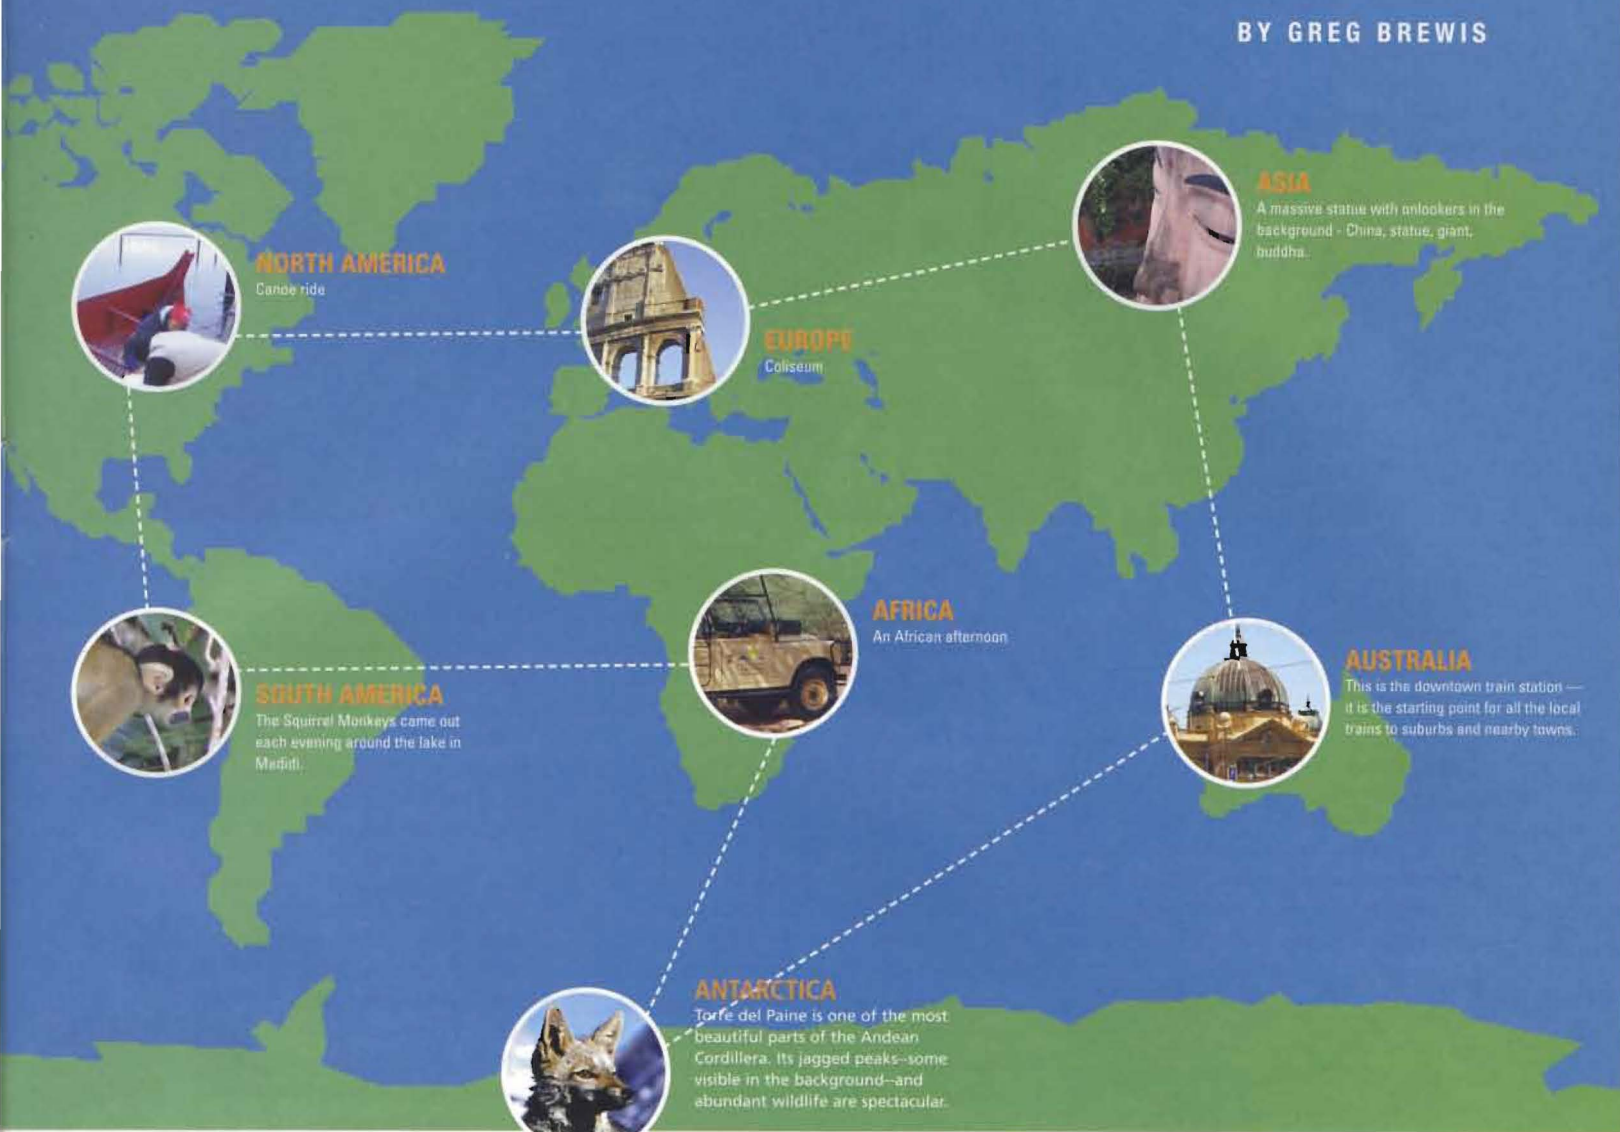 BY GREG BREWIS
ASIA
A massive statue with onlookers in the
background - China, statue, giant,
buddha.
NORTH AMERICA
Canoe ride
EUROPE
Coliseum
AFRICA
An African afternoon
AUSTRALIA
This is the downtown train station —
it is the starting point for all the local
trains to suburbs and nearby towns.
SOUTH AMERICA
The Squirrel Monkeys came out
each evening around the lake in
Madidi.
ANTARCTICA
Torre del Paine is one of the most
beautiful parts of the Andean
Cordillera. Its jagged peaks--some
visible in the background--and
abundant wildlife are spectacular.